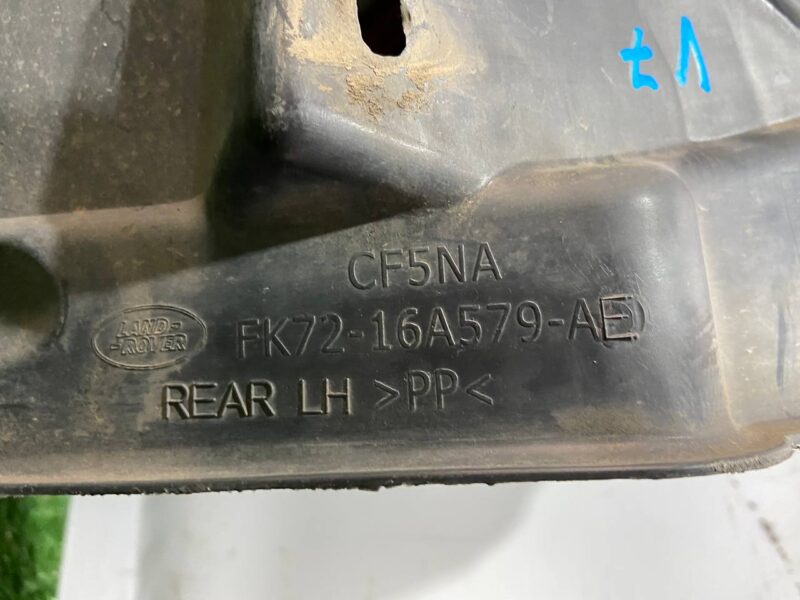 CF5NA
LAND-
-ROVER
FK72-16A579-AE
REAR LH >PP<